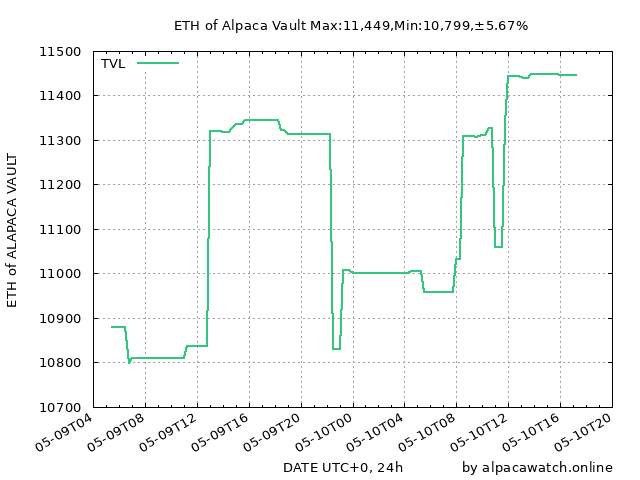 ETH of Alpaca Vault Max:11,449,Min:10,799,±5.67%
TVL
ETH of ALAPACA VAULT
11500
11400
11300
11200
11100
11000
10900
10800
10700
05-09T04
05-09T08
05-09T12
05-09T16
05-09T20
05-10T00
05-10T04
05-10T08
05-10T12
05-10T16
05-10T20
DATE UTC+0, 24h
by alpacawatch.online